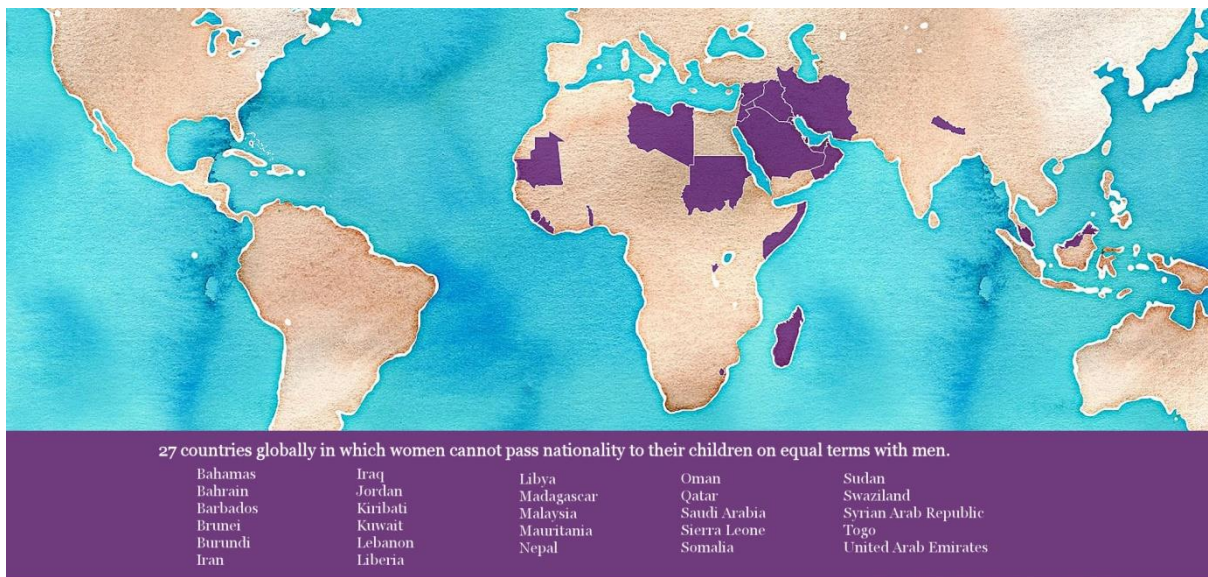 27 countries globally in which women cannot pass nationality to their children on equal terms with men.
Bahamas
Bahrain
Barbados
Brunei
Burundi
Iran
Iraq
Jordan
Kiribati
Kuwait
Lebanon
Liberia
Libya
Madagascar
Malaysia
Mauritania
Nepal
Oman
Qatar
Saudi Arabia
Sierra Leone
Somalia
Sudan
Swaziland
Syrian Arab Republic
Togo
United Arab Emirates